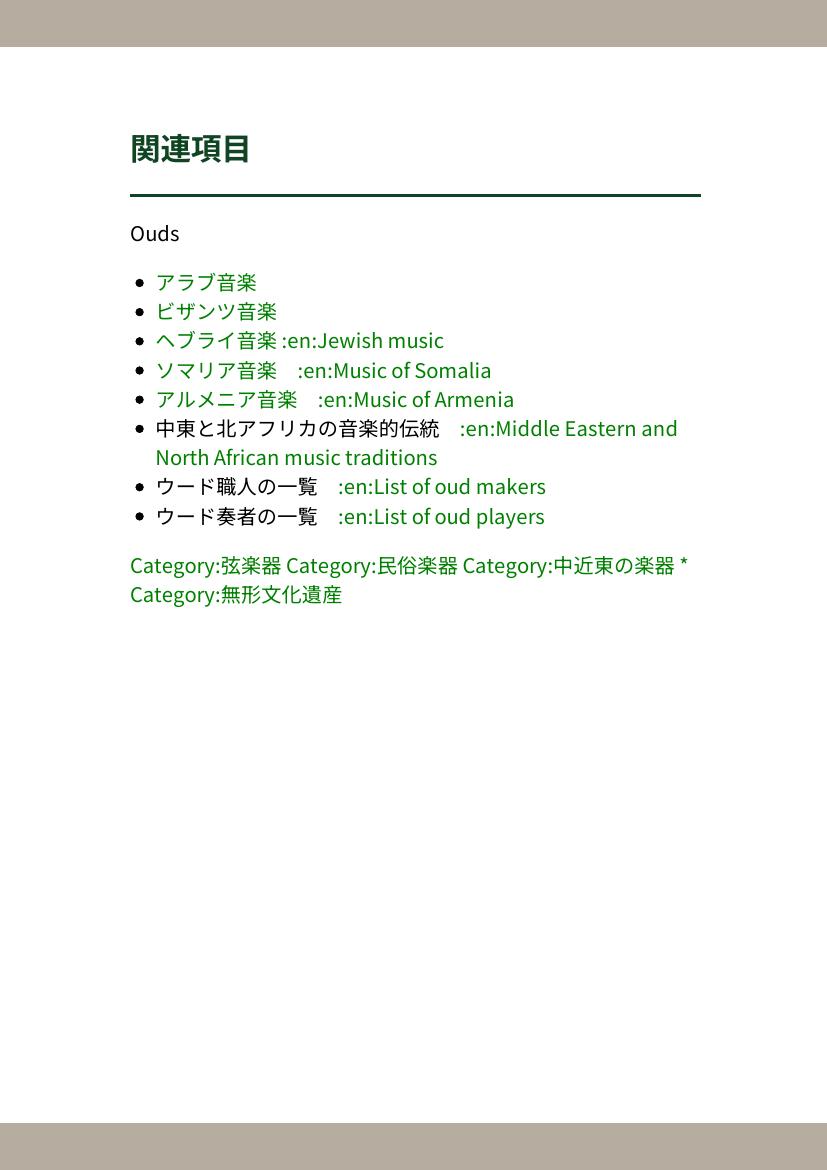 関連項目
Ouds
アラブ音楽
ビザンツ音楽
ヘブライ音楽 :en:Jewish music
ソマリア音楽　:en:Music of Somalia
アルメニア音楽　:en:Music of Armenia
中東と北アフリカの音楽的伝統　:en:Middle Eastern and
North African music traditions
ウード職人の一覧　:en:List of oud makers
ウード奏者の一覧　:en:List of oud players
Category:弦楽器 Category:民俗楽器 Category:中近東の楽器 *
Category:無形文化遺産